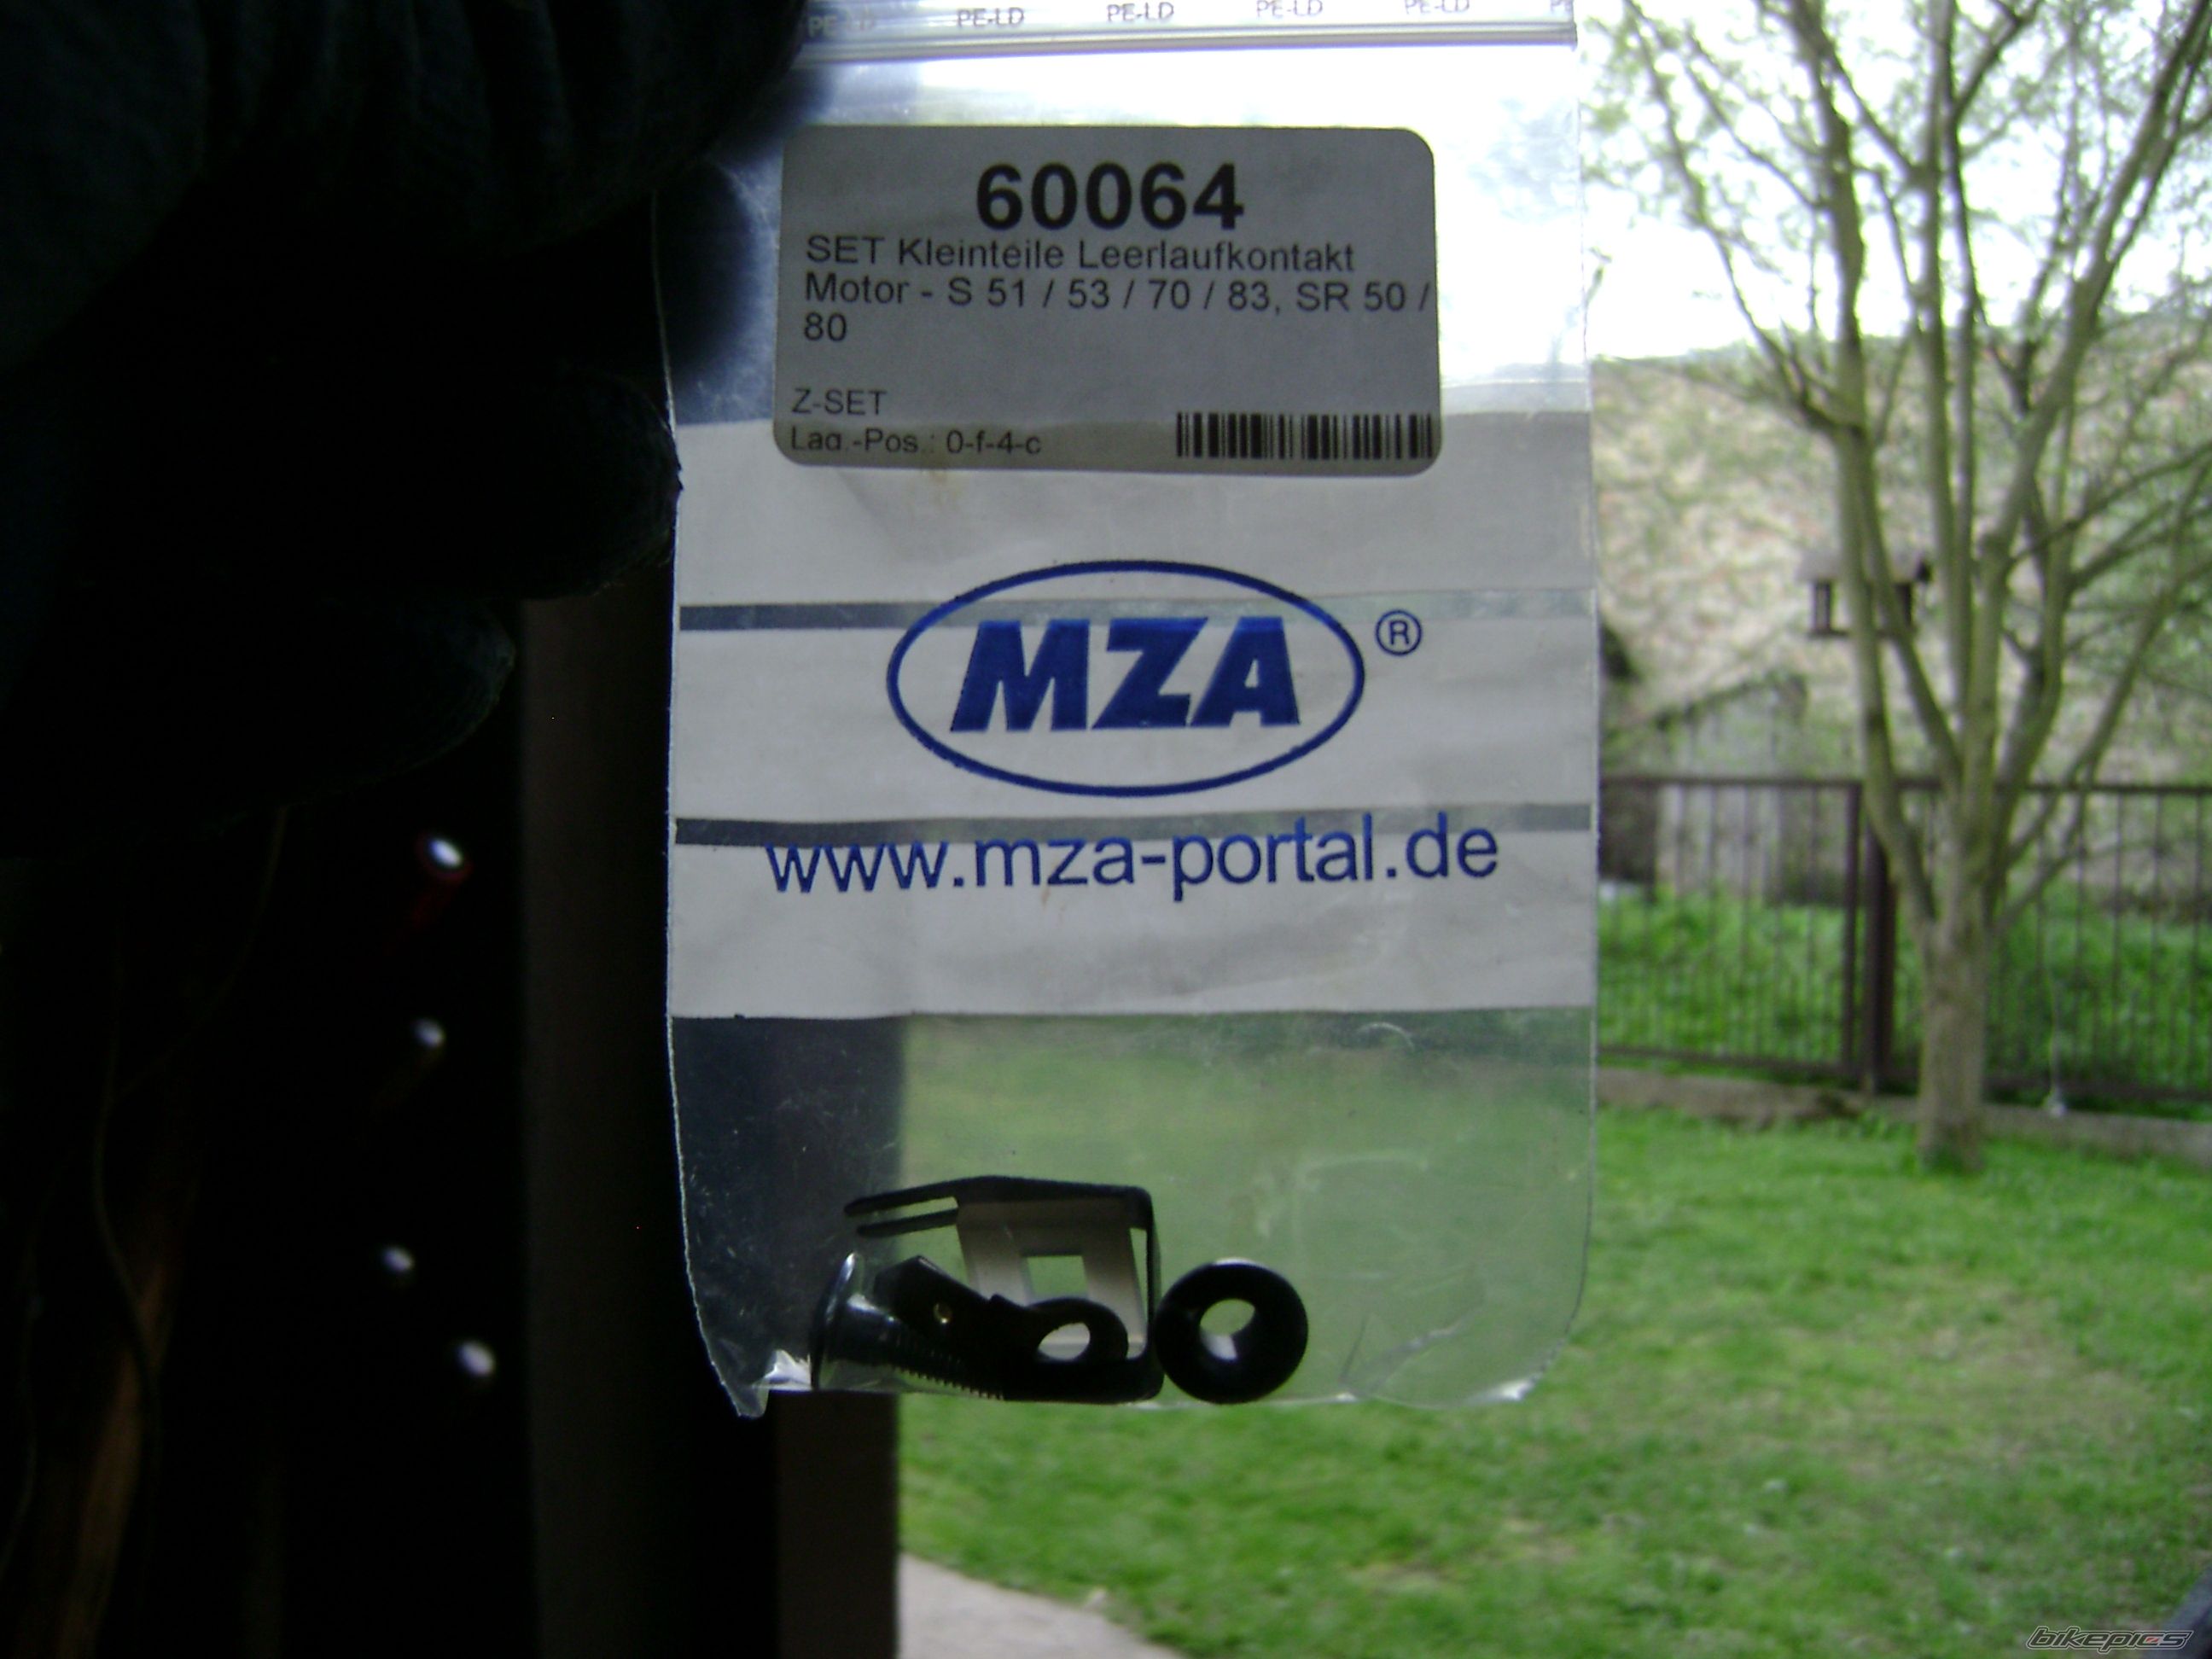 PE-LD PE-LD PE-LD PE-LD PE-LD PE
60064
SET Kleinteile Leerlaufkontakt
Motor - S 51 / 53 / 70 / 83, SR 50 /
80
Z-SET
Lag.-Pos.: 0-f-4-c
MZA ®
www.mza-portal.de
bikepics